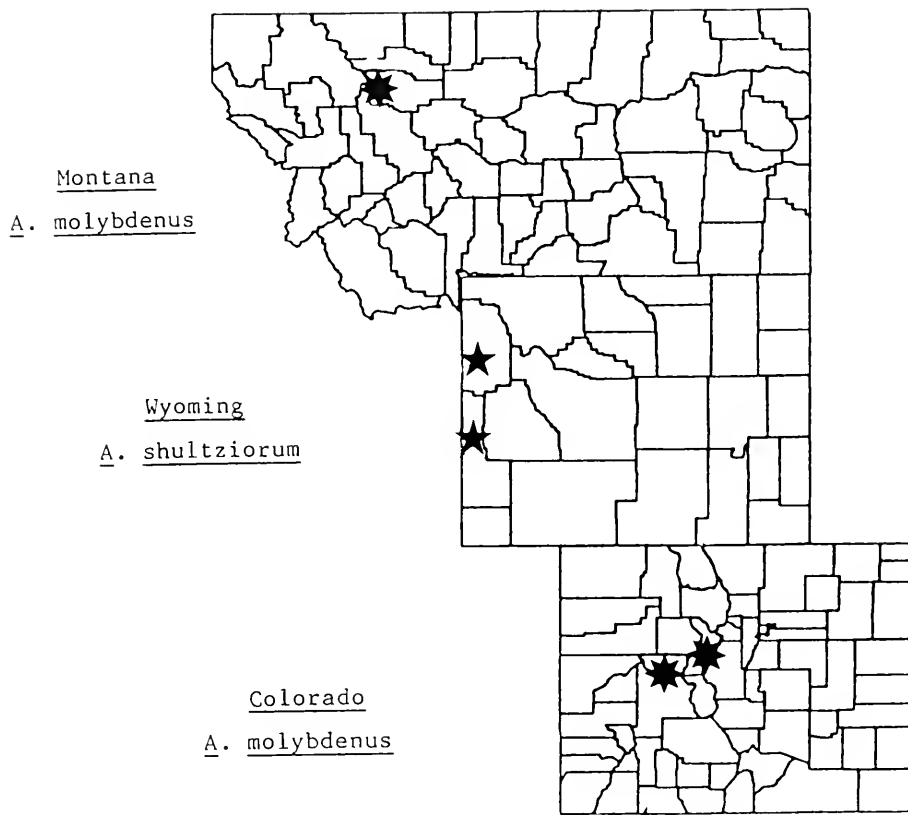 Montana
A. molybdenus
Wyoming
A. shultziorum
Colorado
A. molybdenus